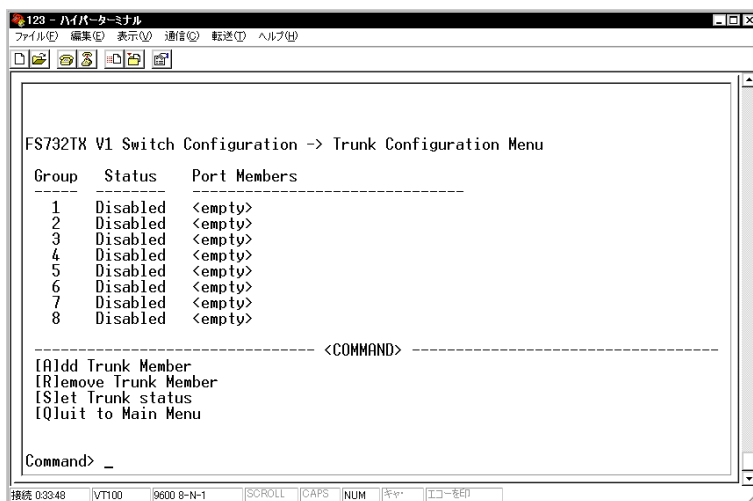 123 - ハイパーターミナル
ファイル(F) 編集(E) 表示(V) 通信(C) 転送(T) ヘルプ(H)
FS732TX V1 Switch Configuration -> Trunk Configuration Menu
Group Status Port Members
----- -------- -------------------------------
1 Disabled <empty>
2 Disabled <empty>
3 Disabled <empty>
4 Disabled <empty>
5 Disabled <empty>
6 Disabled <empty>
7 Disabled <empty>
8 Disabled <empty>
-------------------------------- <COMMAND> -----------------------------------
[A]dd Trunk Member
[R]emove Trunk Member
[S]et Trunk status
[Q]uit to Main Menu
Command> _
接続 0:33:48 VT100 9600 8-N-1 SCROLL CAPS NUM キャ エコーを印